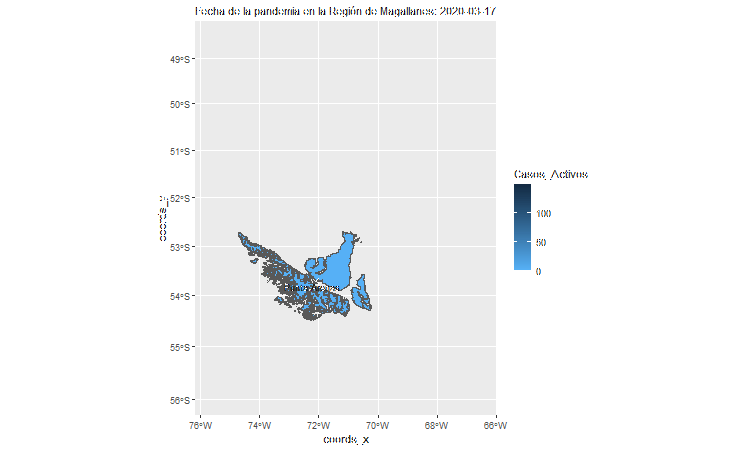 Fecha de la pandemia en la Región de Magallanes: 2020-03-17
49°S
50°S
51°S
52°S
53°S
54°S
55°S
56°S
coords_y
76°W
74°W
72°W
70°W
68°W
66°W
coords_x
Casos_Activos
100
50
0